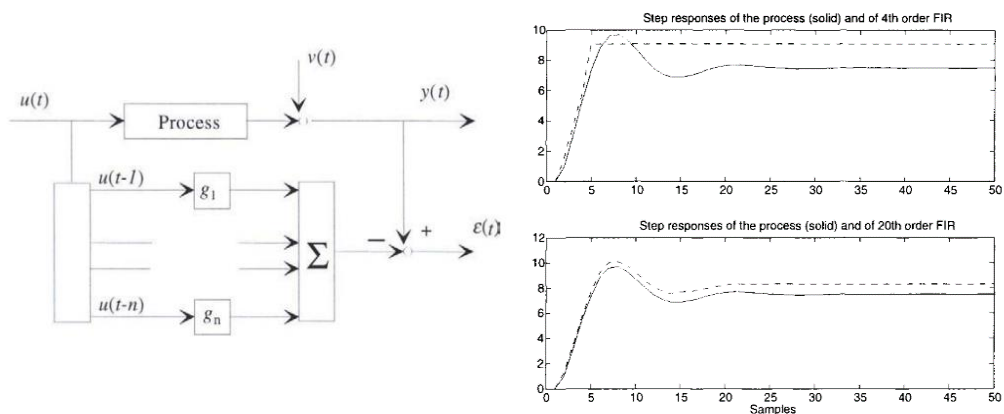 v(t)
u(t)
y(t)
Process
u(t-1)
g1
Σ
−
+
ε(t)
u(t-n)
gn
Step responses of the process (solid) and of 4th order FIR
10
8
6
4
2
0
0 5 10 15 20 25 30 35 40 45 50
Step responses of the process (solid) and of 20th order FIR
12
10
8
6
4
2
0
0 5 10 15 20 25 30 35 40 45 50
Samples